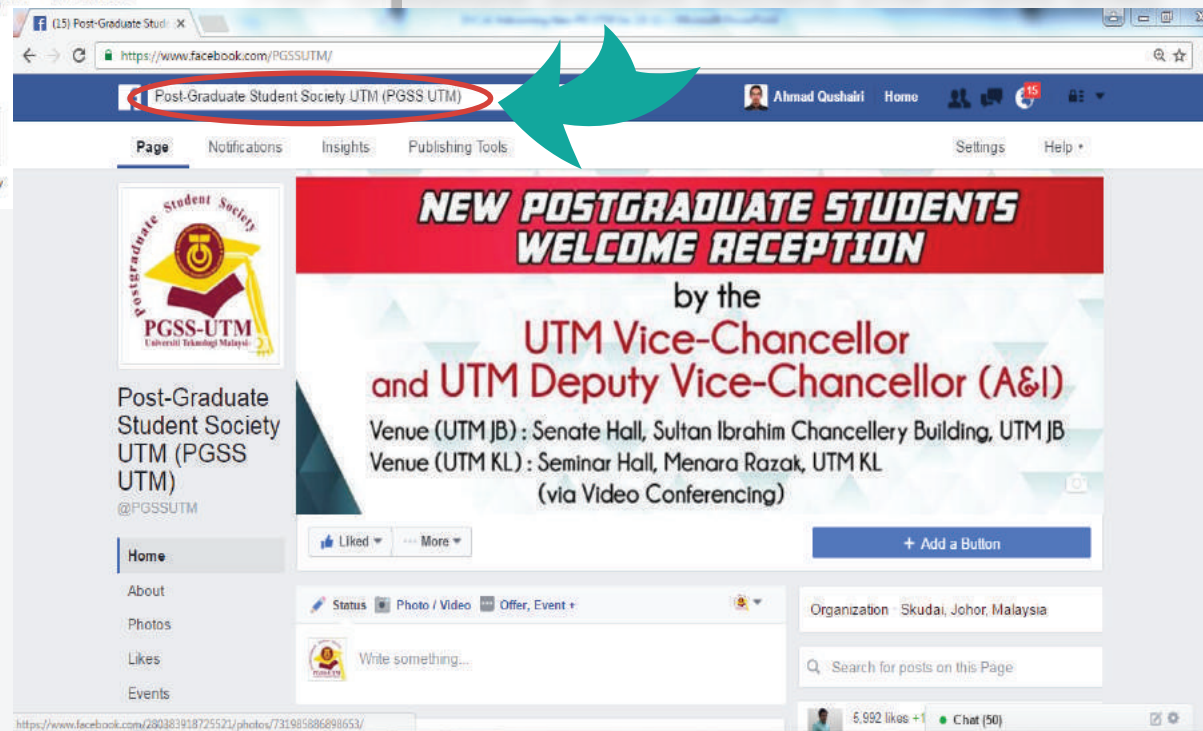 (15) Post-Graduate Stud
https://www.facebook.com/PGSSUTM/
Post-Graduate Student Society UTM (PGSS UTM)
Ahmad Qushairi Home 15
Page Notifications Insights Publishing Tools Settings Help
Postgraduate Student Society
PGSS-UTM
Universiti Teknologi Malaysia
NEW POSTGRADUATE STUDENTS
WELCOME RECEPTION
by the
UTM Vice-Chancellor
and UTM Deputy Vice-Chancellor (A&I)
Venue (UTM JB) : Senate Hall, Sultan Ibrahim Chancellery Building, UTM JB
Venue (UTM KL) : Seminar Hall, Menara Razak, UTM KL
(via Video Conferencing)
Post-Graduate
Student Society
UTM (PGSS
UTM)
@PGSSUTM
Liked ··· More
+ Add a Button
Home
About
Photos
Likes
Events
Status Photo / Video Offer, Event +
Write something...
Organization · Skudai, Johor, Malaysia
Search for posts on this Page
5,992 likes +1
Chat (50)
https://www.facebook.com/280383918725521/photos/731985886898653/